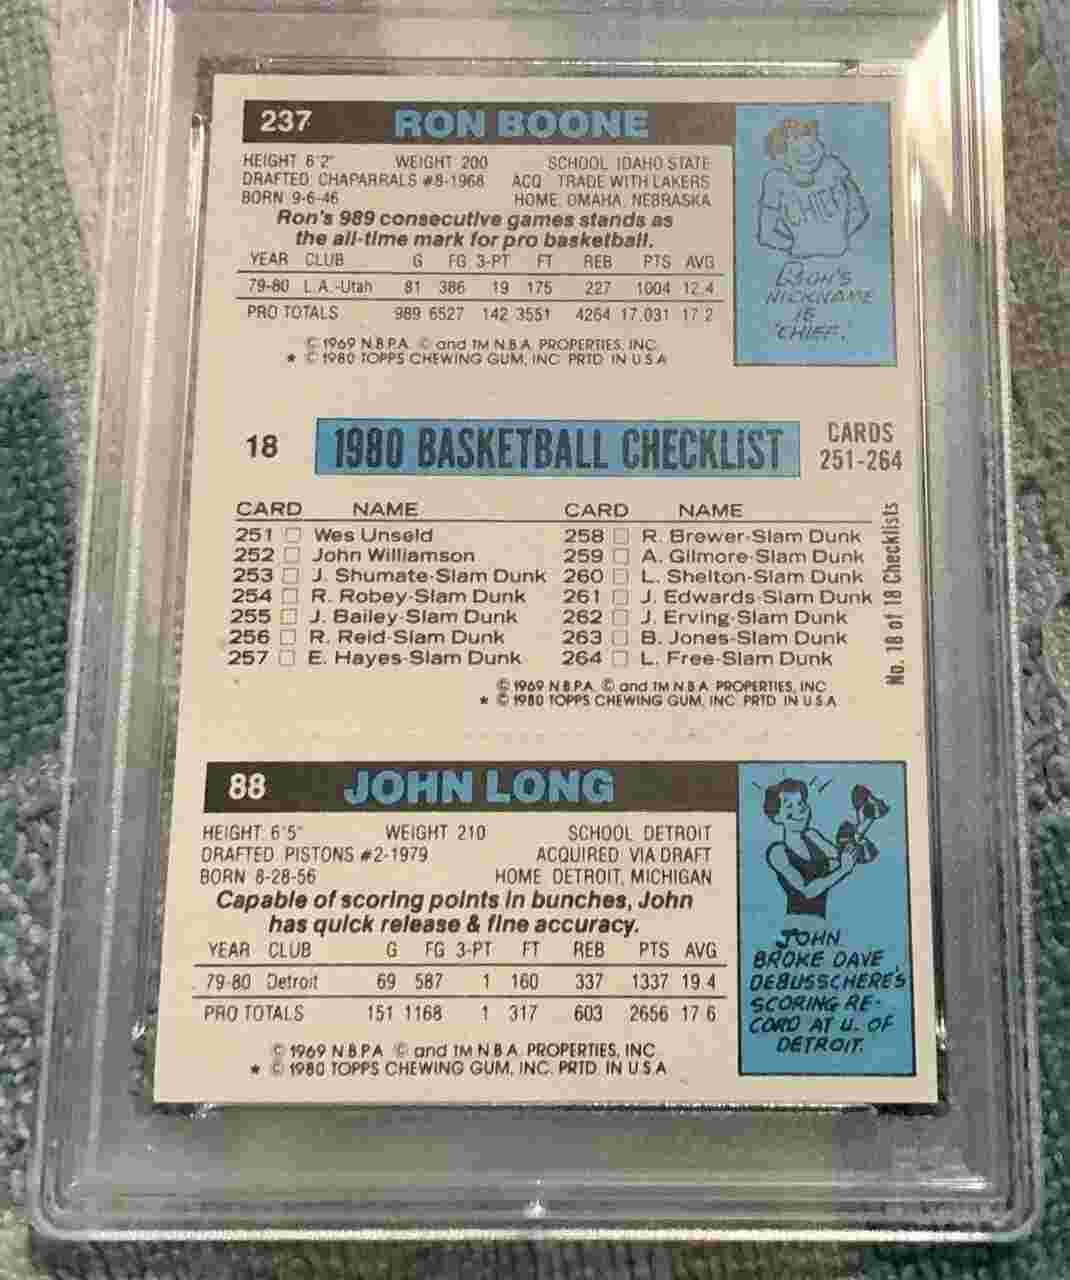 237 RON BOONE
HEIGHT 6'2" WEIGHT 200 SCHOOL IDAHO STATE
DRAFTED CHAPARRALS #8-1968 ACQ TRADE WITH LAKERS
BORN 9-6-46 HOME OMAHA, NEBRASKA
Ron's 989 consecutive games stands as
the all-time mark for pro basketball.
YEAR CLUB G FG 3-PT FT REB PTS AVG
79-80 L.A.-Utah 81 386 19 175 227 1004 12.4
PRO TOTALS 989 6527 142 3551 4264 17,031 17.2
© 1969 N.B.P.A. © and TM N.B.A. PROPERTIES, INC.
* © 1980 TOPPS CHEWING GUM, INC. PRTD. IN U.S.A.
CHIEF
NICKNAME
IS
"CHIEF."
18 1980 BASKETBALL CHECKLIST CARDS
251-264
CARD NAME CARD NAME
251 □ Wes Unseld 258 □ R. Brewer-Slam Dunk
252 □ John Williamson 259 □ A. Gilmore-Slam Dunk
253 □ J. Shumate-Slam Dunk 260 □ L. Shelton-Slam Dunk
254 □ R. Robey-Slam Dunk 261 □ J. Edwards-Slam Dunk
255 □ J. Bailey-Slam Dunk 262 □ J. Erving-Slam Dunk
256 □ R. Reid-Slam Dunk 263 □ B. Jones-Slam Dunk
257 □ E. Hayes-Slam Dunk 264 □ L. Free-Slam Dunk
No. 18 of 18 Checklists
© 1969 N.B.P.A. © and TM N.B.A. PROPERTIES, INC.
* © 1980 TOPPS CHEWING GUM, INC. PRTD. IN U.S.A.
88 JOHN LONG
HEIGHT: 6'5" WEIGHT 210 SCHOOL DETROIT
DRAFTED PISTONS #2-1979 ACQUIRED VIA DRAFT
BORN 8-28-56 HOME DETROIT, MICHIGAN
Capable of scoring points in bunches, John
has quick release & fine accuracy.
YEAR CLUB G FG 3-PT FT REB PTS AVG
79-80 Detroit 69 587 1 160 337 1337 19.4
PRO TOTALS 151 1168 1 317 603 2656 17.6
© 1969 N.B.P.A. © and TM N.B.A. PROPERTIES, INC.
* © 1980 TOPPS CHEWING GUM, INC. PRTD. IN U.S.A.
JOHN
BROKE DAVE
DEBUSSCHERE'S
SCORING RE-
CORD AT U. OF
DETROIT.